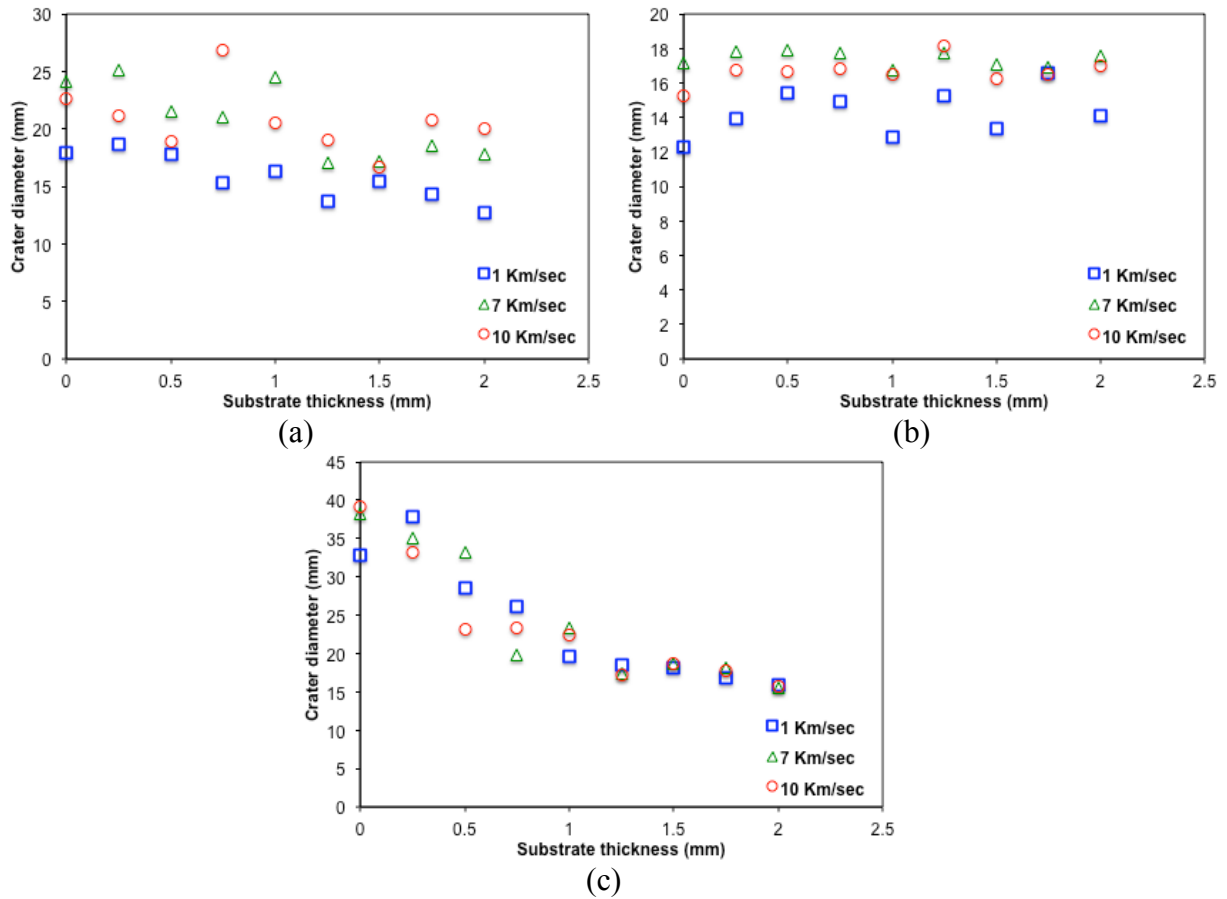 30
25
20
15
10
5
0
Crater diameter (mm)
0 0.5 1 1.5 2 2.5
Substrate thickness (mm)
1 Km/sec
7 Km/sec
10 Km/sec
(a)
20
18
16
14
12
10
8
6
4
2
0
Crater diameter (mm)
0 0.5 1 1.5 2 2.5
Substrate thickness (mm)
1 Km/sec
7 Km/sec
10 Km/sec
(b)
45
40
35
30
25
20
15
10
5
0
Crater diameter (mm)
0 0.5 1 1.5 2 2.5
Substrate thickness (mm)
1 Km/sec
7 Km/sec
10 Km/sec
(c)